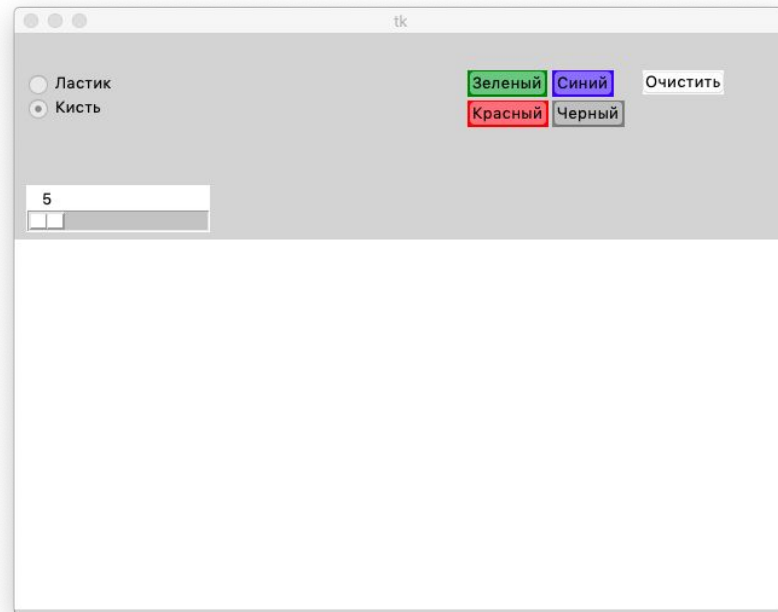 tk
Ластик
Кисть
Зеленый Синий Очистить
Красный Черный
5